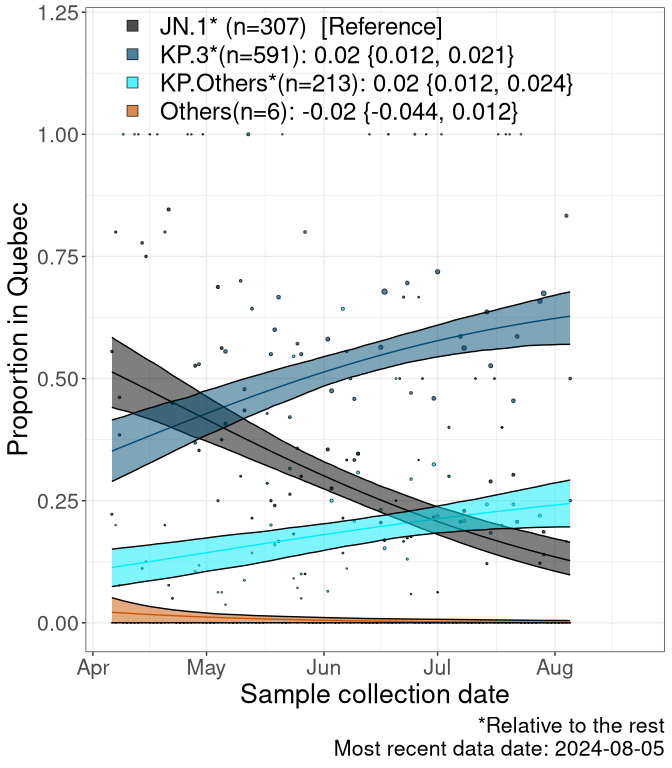 1.25
JN.1* (n=307)  [Reference]
KP.3*(n=591): 0.02 {0.012, 0.021}
KP.Others*(n=213): 0.02 {0.012, 0.024}
Others(n=6): -0.02 {-0.044, 0.012}
1.00
0.75
0.50
0.25
0.00
Proportion in Quebec
Apr May Jun Jul Aug
Sample collection date
*Relative to the rest
Most recent data date: 2024-08-05